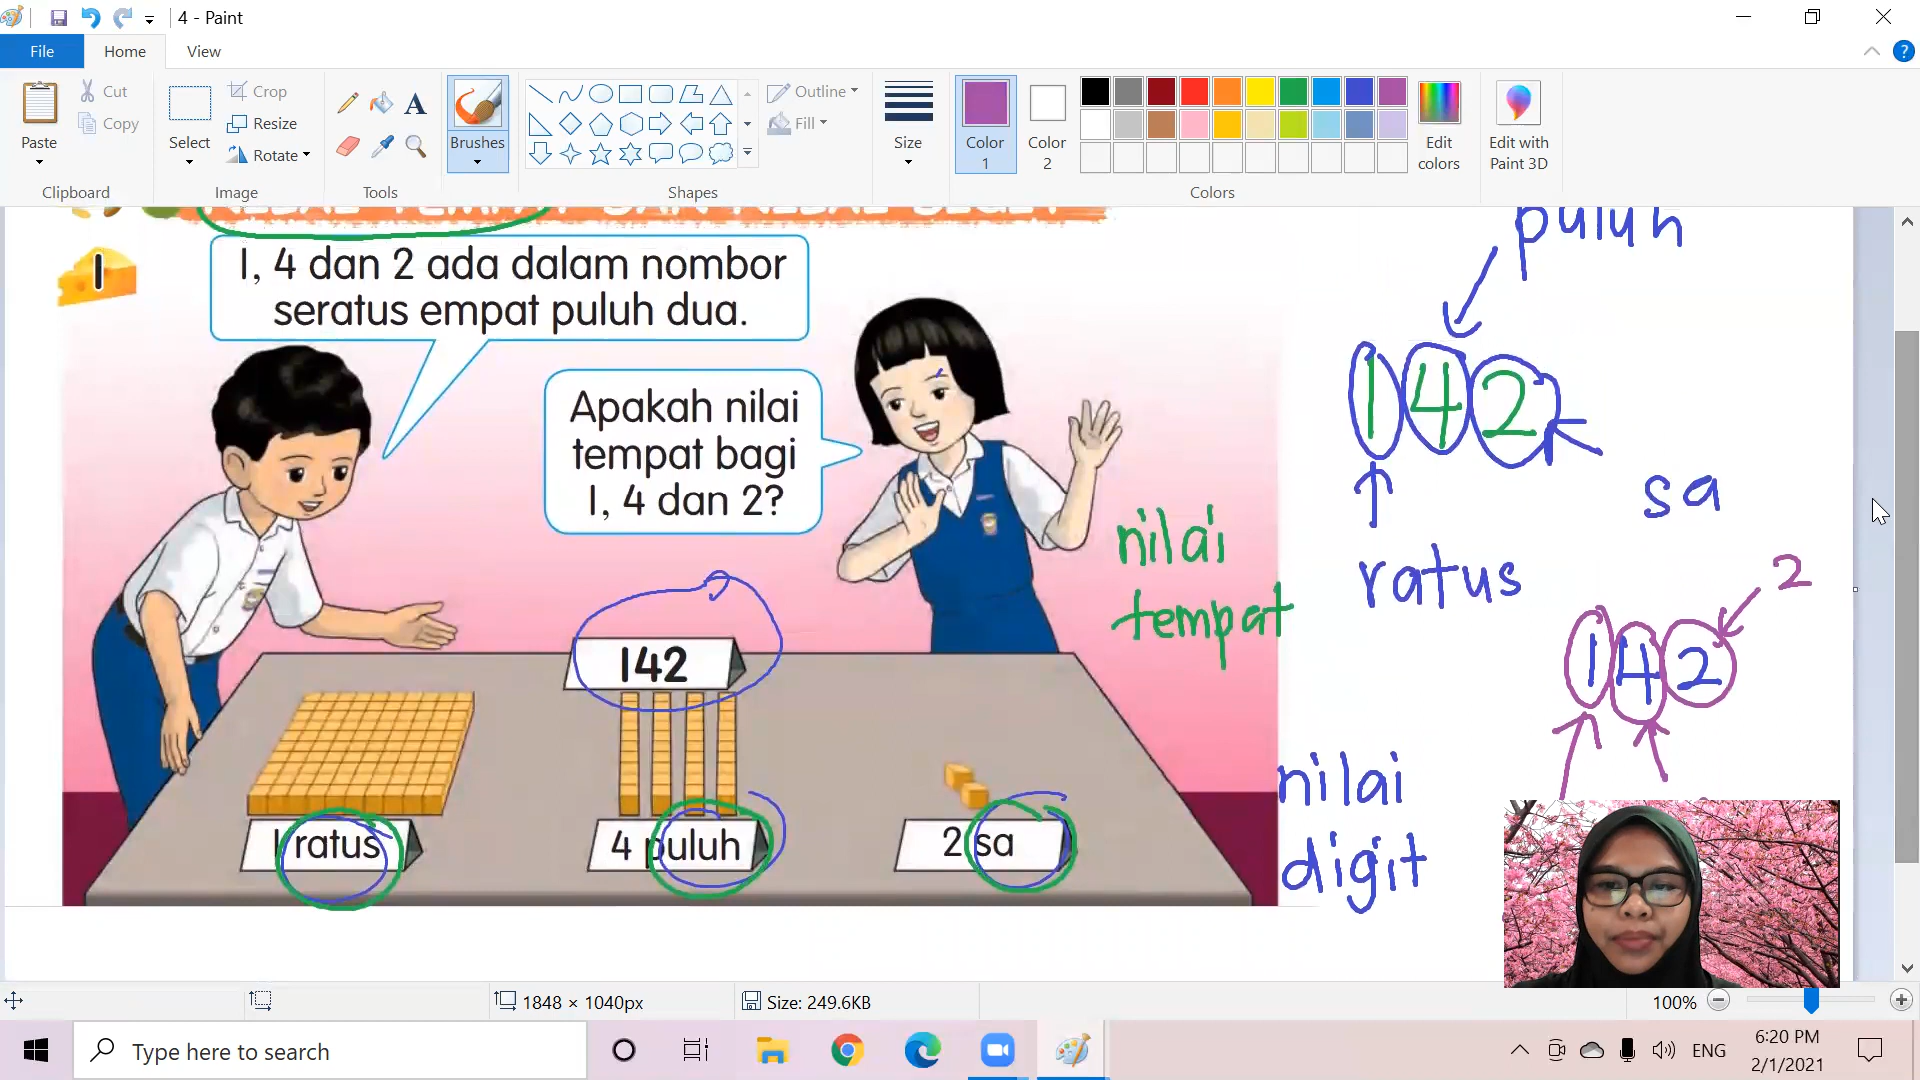 4 - Paint
File
Home
View
Paste
Cut
Copy
Clipboard
Select
Crop
Resize
Rotate
Image
Tools
Brushes
Shapes
Outline
Fill
Size
Color 1
Color 2
Edit colors
Edit with Paint 3D
Colors
1
1, 4 dan 2 ada dalam nombor
seratus empat puluh dua.
Apakah nilai
tempat bagi
1, 4 dan 2?
142
1 ratus
4 puluh
2 sa
nilai
tempat
puluh
142
sa
ratus
2
142
nilai
digit
1848 × 1040px
Size: 249.6KB
100%
Type here to search
ENG
6:20 PM
2/1/2021